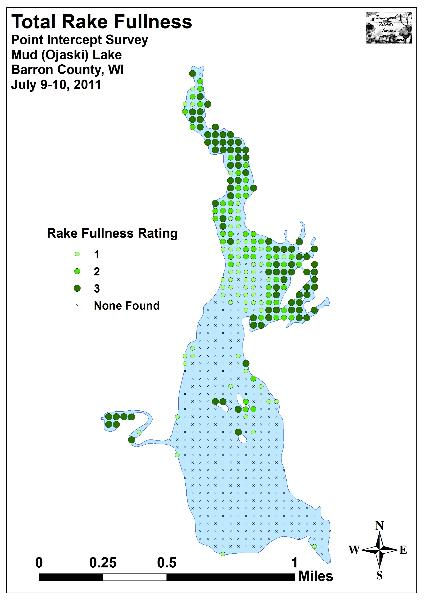 Total Rake Fullness
Point Intercept Survey
Mud (Ojaski) Lake
Barron County, WI
July 9-10, 2011
Rake Fullness Rating
1
2
3
None Found
N
W E
S
0 0.25 0.5 1
Miles